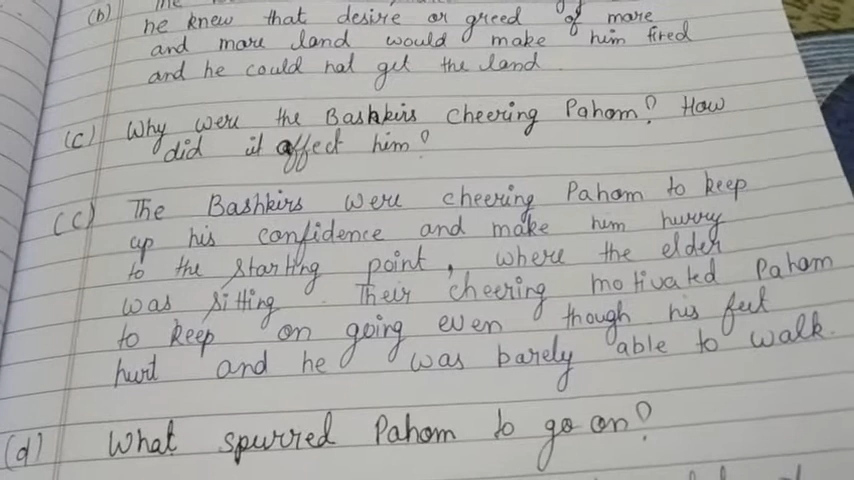 (b)
he knew that desire or greed of more
and more land would make him tired
and he could not get the land
(c) Why were the Bashkirs cheering Pahom? How
did it affect him?
(c) The Bashkirs were cheering Pahom to keep
up his confidence and make him hurry
to the starting point, where the elder
was sitting. Their cheering motivated Pahom
to keep on going even though his feet
hurt and he was barely able to walk.
(d) What spurred Pahom to go on?